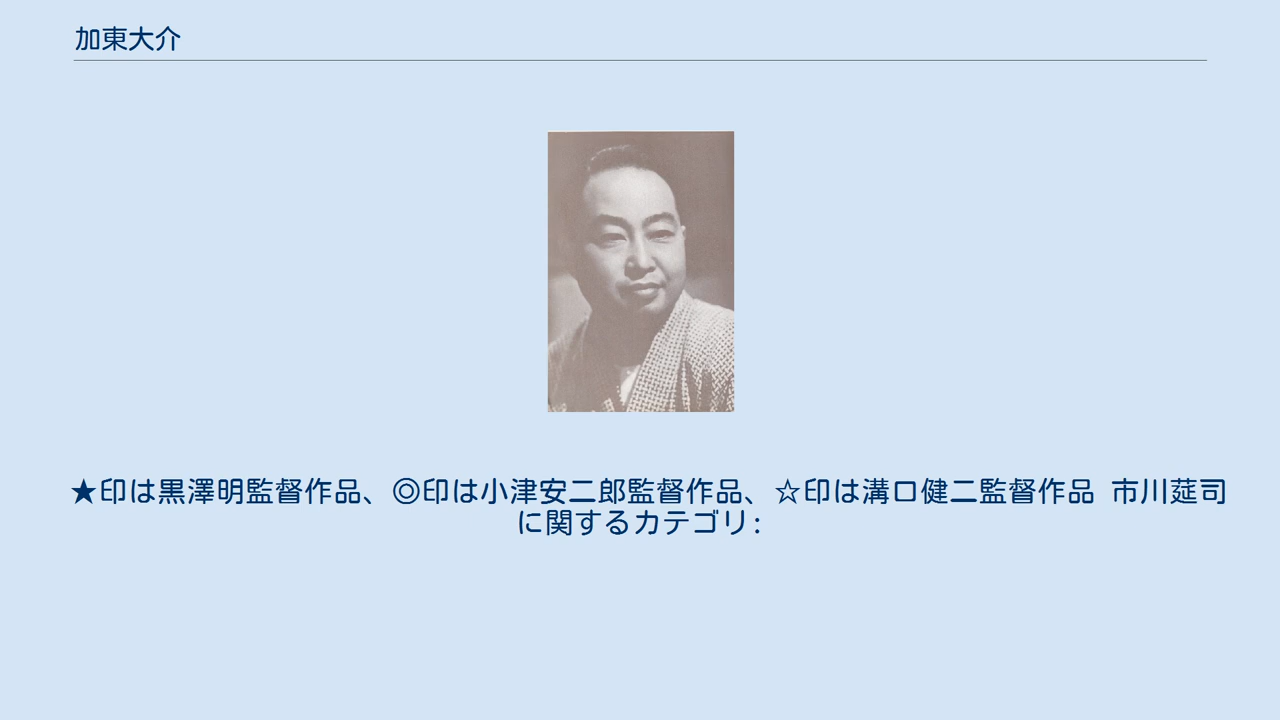 加東大介
★印は黒澤明監督作品、◎印は小津安二郎監督作品、☆印は溝口健二監督作品 市川莚司
に関するカテゴリ: